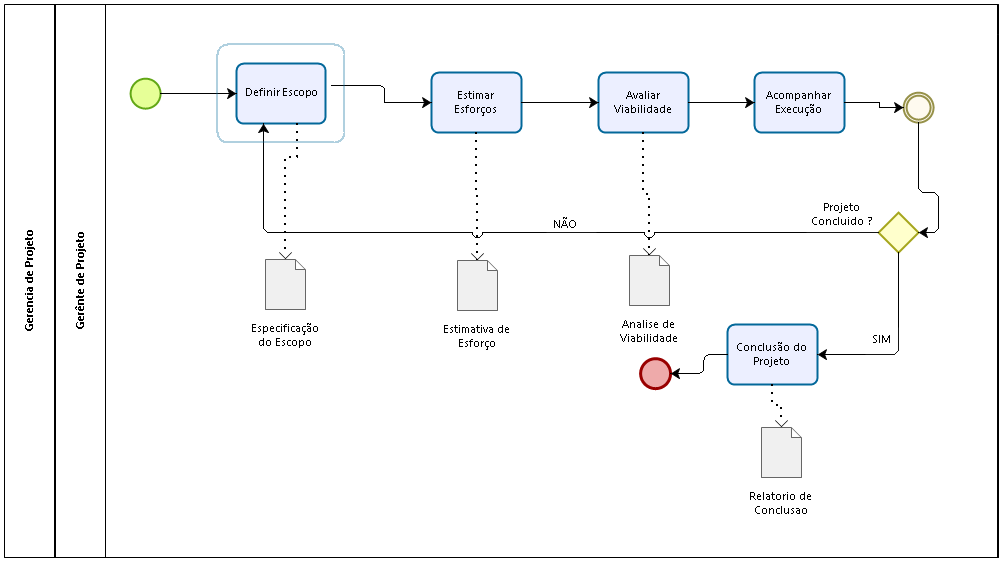 Gerencia de Projeto
Gerênte de Projeto
Definir Escopo
Estimar
Esforços
Avaliar
Viabilidade
Acompanhar
Execução
Projeto
Concluido ?
NÃO
Especificação
do Escopo
Estimativa de
Esforço
Analise de
Viabilidade
SIM
Conclusão do
Projeto
Relatorio de
Conclusao